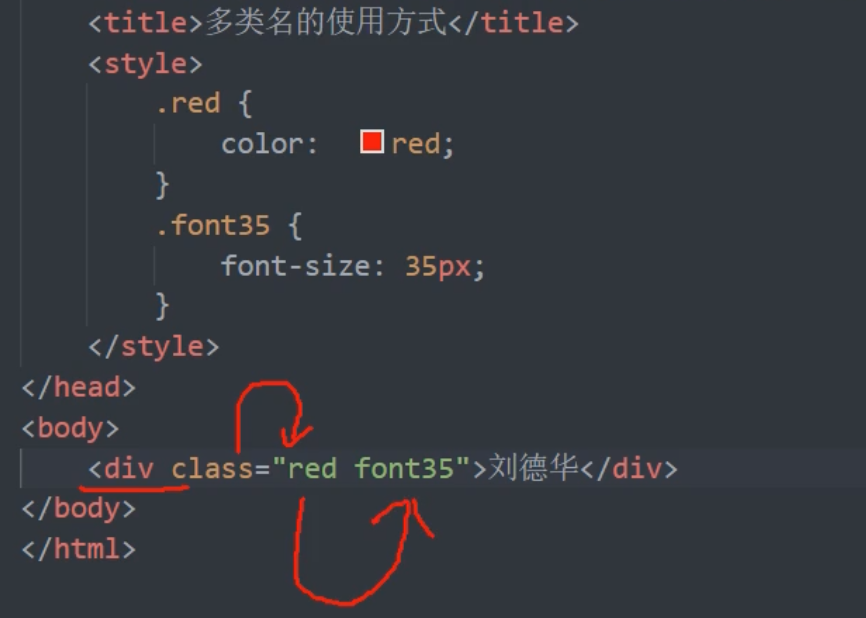 <title>多类名的使用方式</title>
<style>
.red {
color: red;
}
.font35 {
font-size: 35px;
}
</style>
</head>
<body>
<div class="red font35">刘德华</div>
</body>
</html>